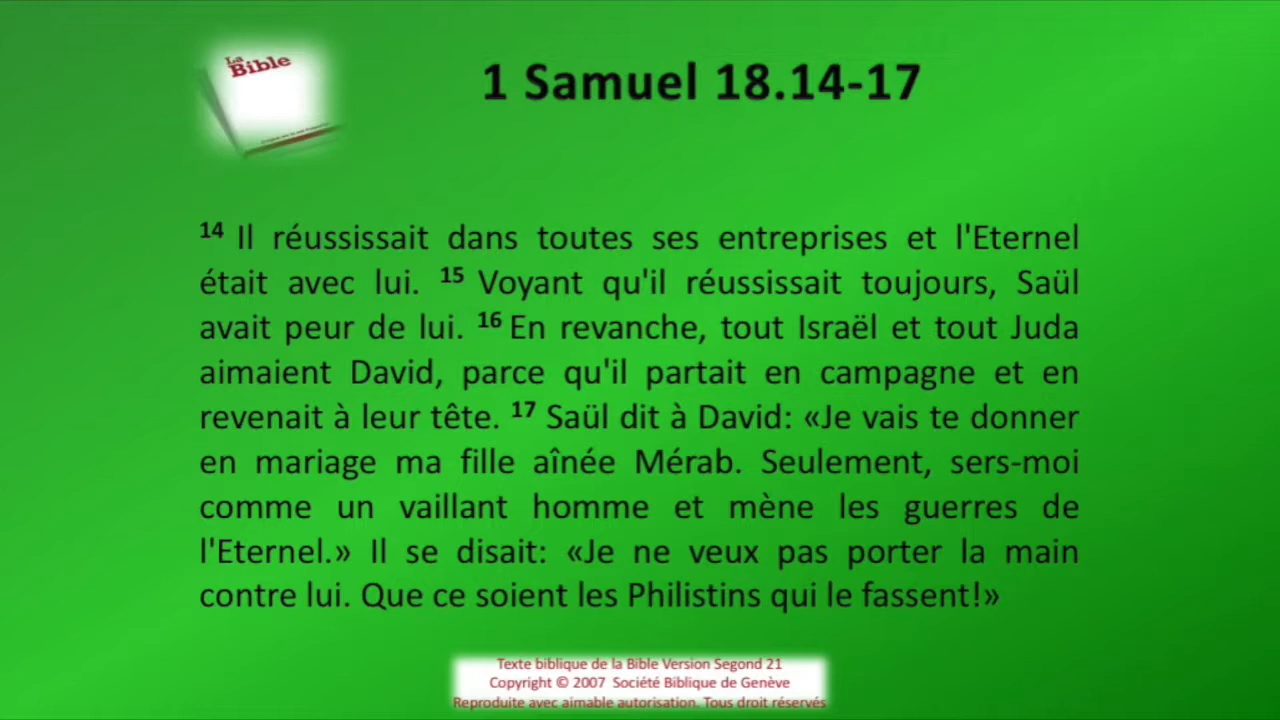 La
Bible
1 Samuel 18.14-17
14 Il réussissait dans toutes ses entreprises et l'Eternel
était avec lui. 15 Voyant qu'il réussissait toujours, Saül
avait peur de lui. 16 En revanche, tout Israël et tout Juda
aimaient David, parce qu'il partait en campagne et en
revenait à leur tête. 17 Saül dit à David: «Je vais te donner
en mariage ma fille aînée Mérab. Seulement, sers-moi
comme un vaillant homme et mène les guerres de
l'Eternel.» Il se disait: «Je ne veux pas porter la main
contre lui. Que ce soient les Philistins qui le fassent!»
Texte biblique de la Bible Version Segond 21
Copyright © 2007 Société Biblique de Genève
Reproduite avec aimable autorisation. Tous droit réservés